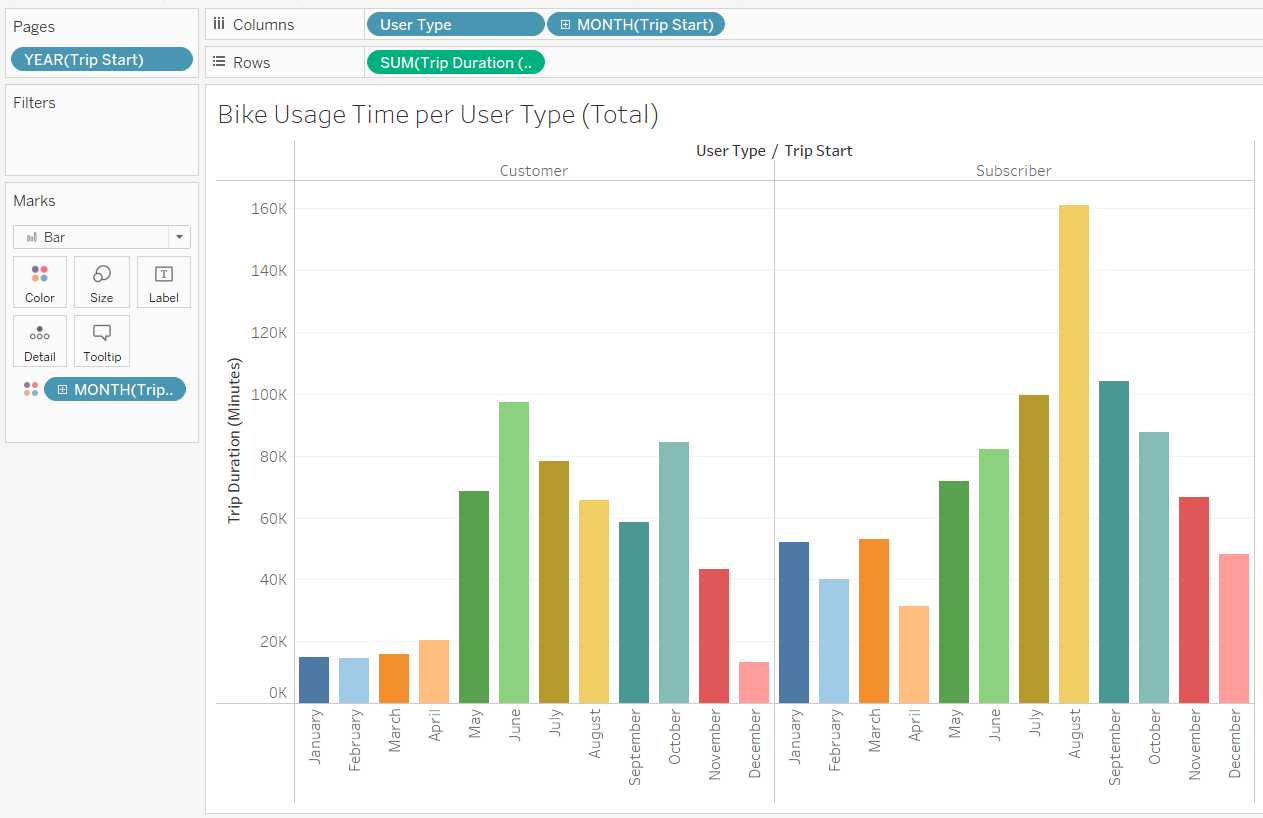 Pages
YEAR(Trip Start)
Filters
Marks
Bar
Color
Size
Label
Detail
Tooltip
MONTH(Trip..
Columns
User Type
MONTH(Trip Start)
Rows
SUM(Trip Duration (..
Bike Usage Time per User Type (Total)
User Type / Trip Start
Customer
Subscriber
Trip Duration (Minutes)
160K
140K
120K
100K
80K
60K
40K
20K
0K
January
February
March
April
May
June
July
August
September
October
November
December
January
February
March
April
May
June
July
August
September
October
November
December